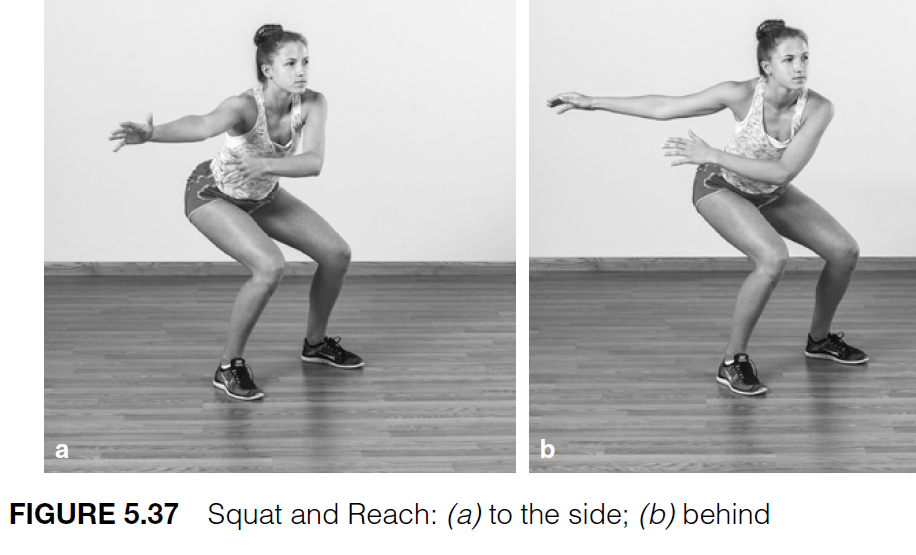 a
b
FIGURE 5.37 Squat and Reach: (a) to the side; (b) behind